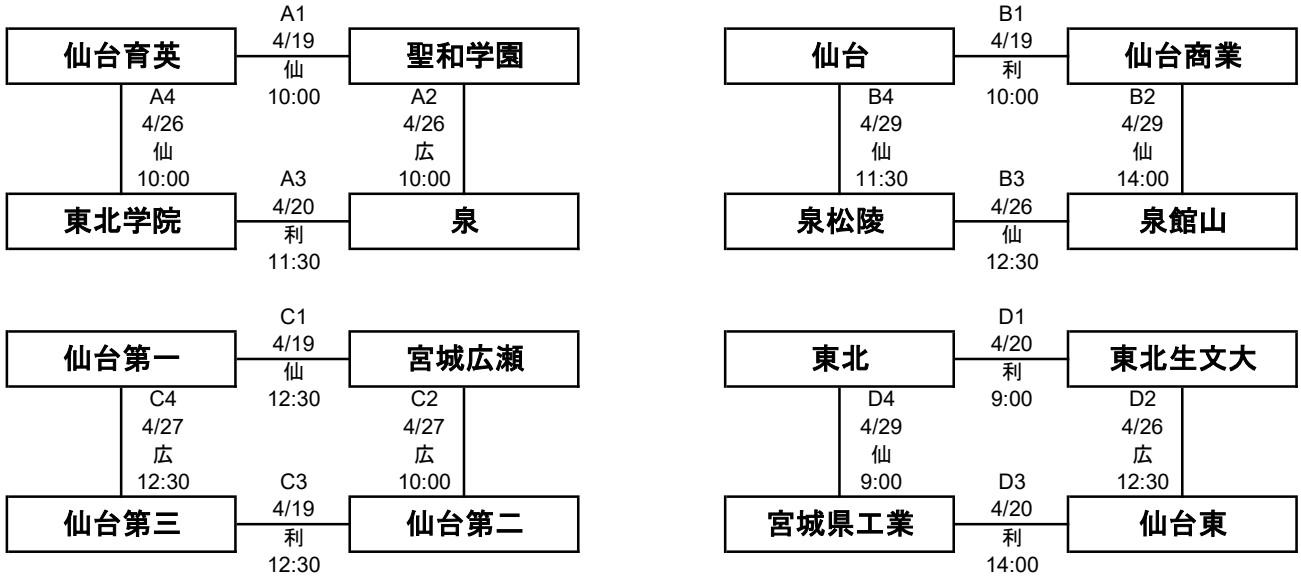 A1
4/19
仙台育英
聖和学園
仙
10:00
A4
4/26
仙
10:00
A2
4/26
広
10:00
A3
4/20
東北学院
泉
利
11:30
B1
4/19
仙台
仙台商業
利
10:00
B4
4/29
仙
11:30
B2
4/29
仙
14:00
B3
4/26
泉松陵
泉館山
仙
12:30
C1
4/19
仙台第一
宮城広瀬
仙
12:30
C4
4/27
広
12:30
C2
4/27
広
10:00
C3
4/19
仙台第三
仙台第二
利
12:30
D1
4/20
東北
東北生文大
利
9:00
D4
4/29
仙
9:00
D2
4/26
広
12:30
D3
4/20
宮城県工業
仙台東
利
14:00